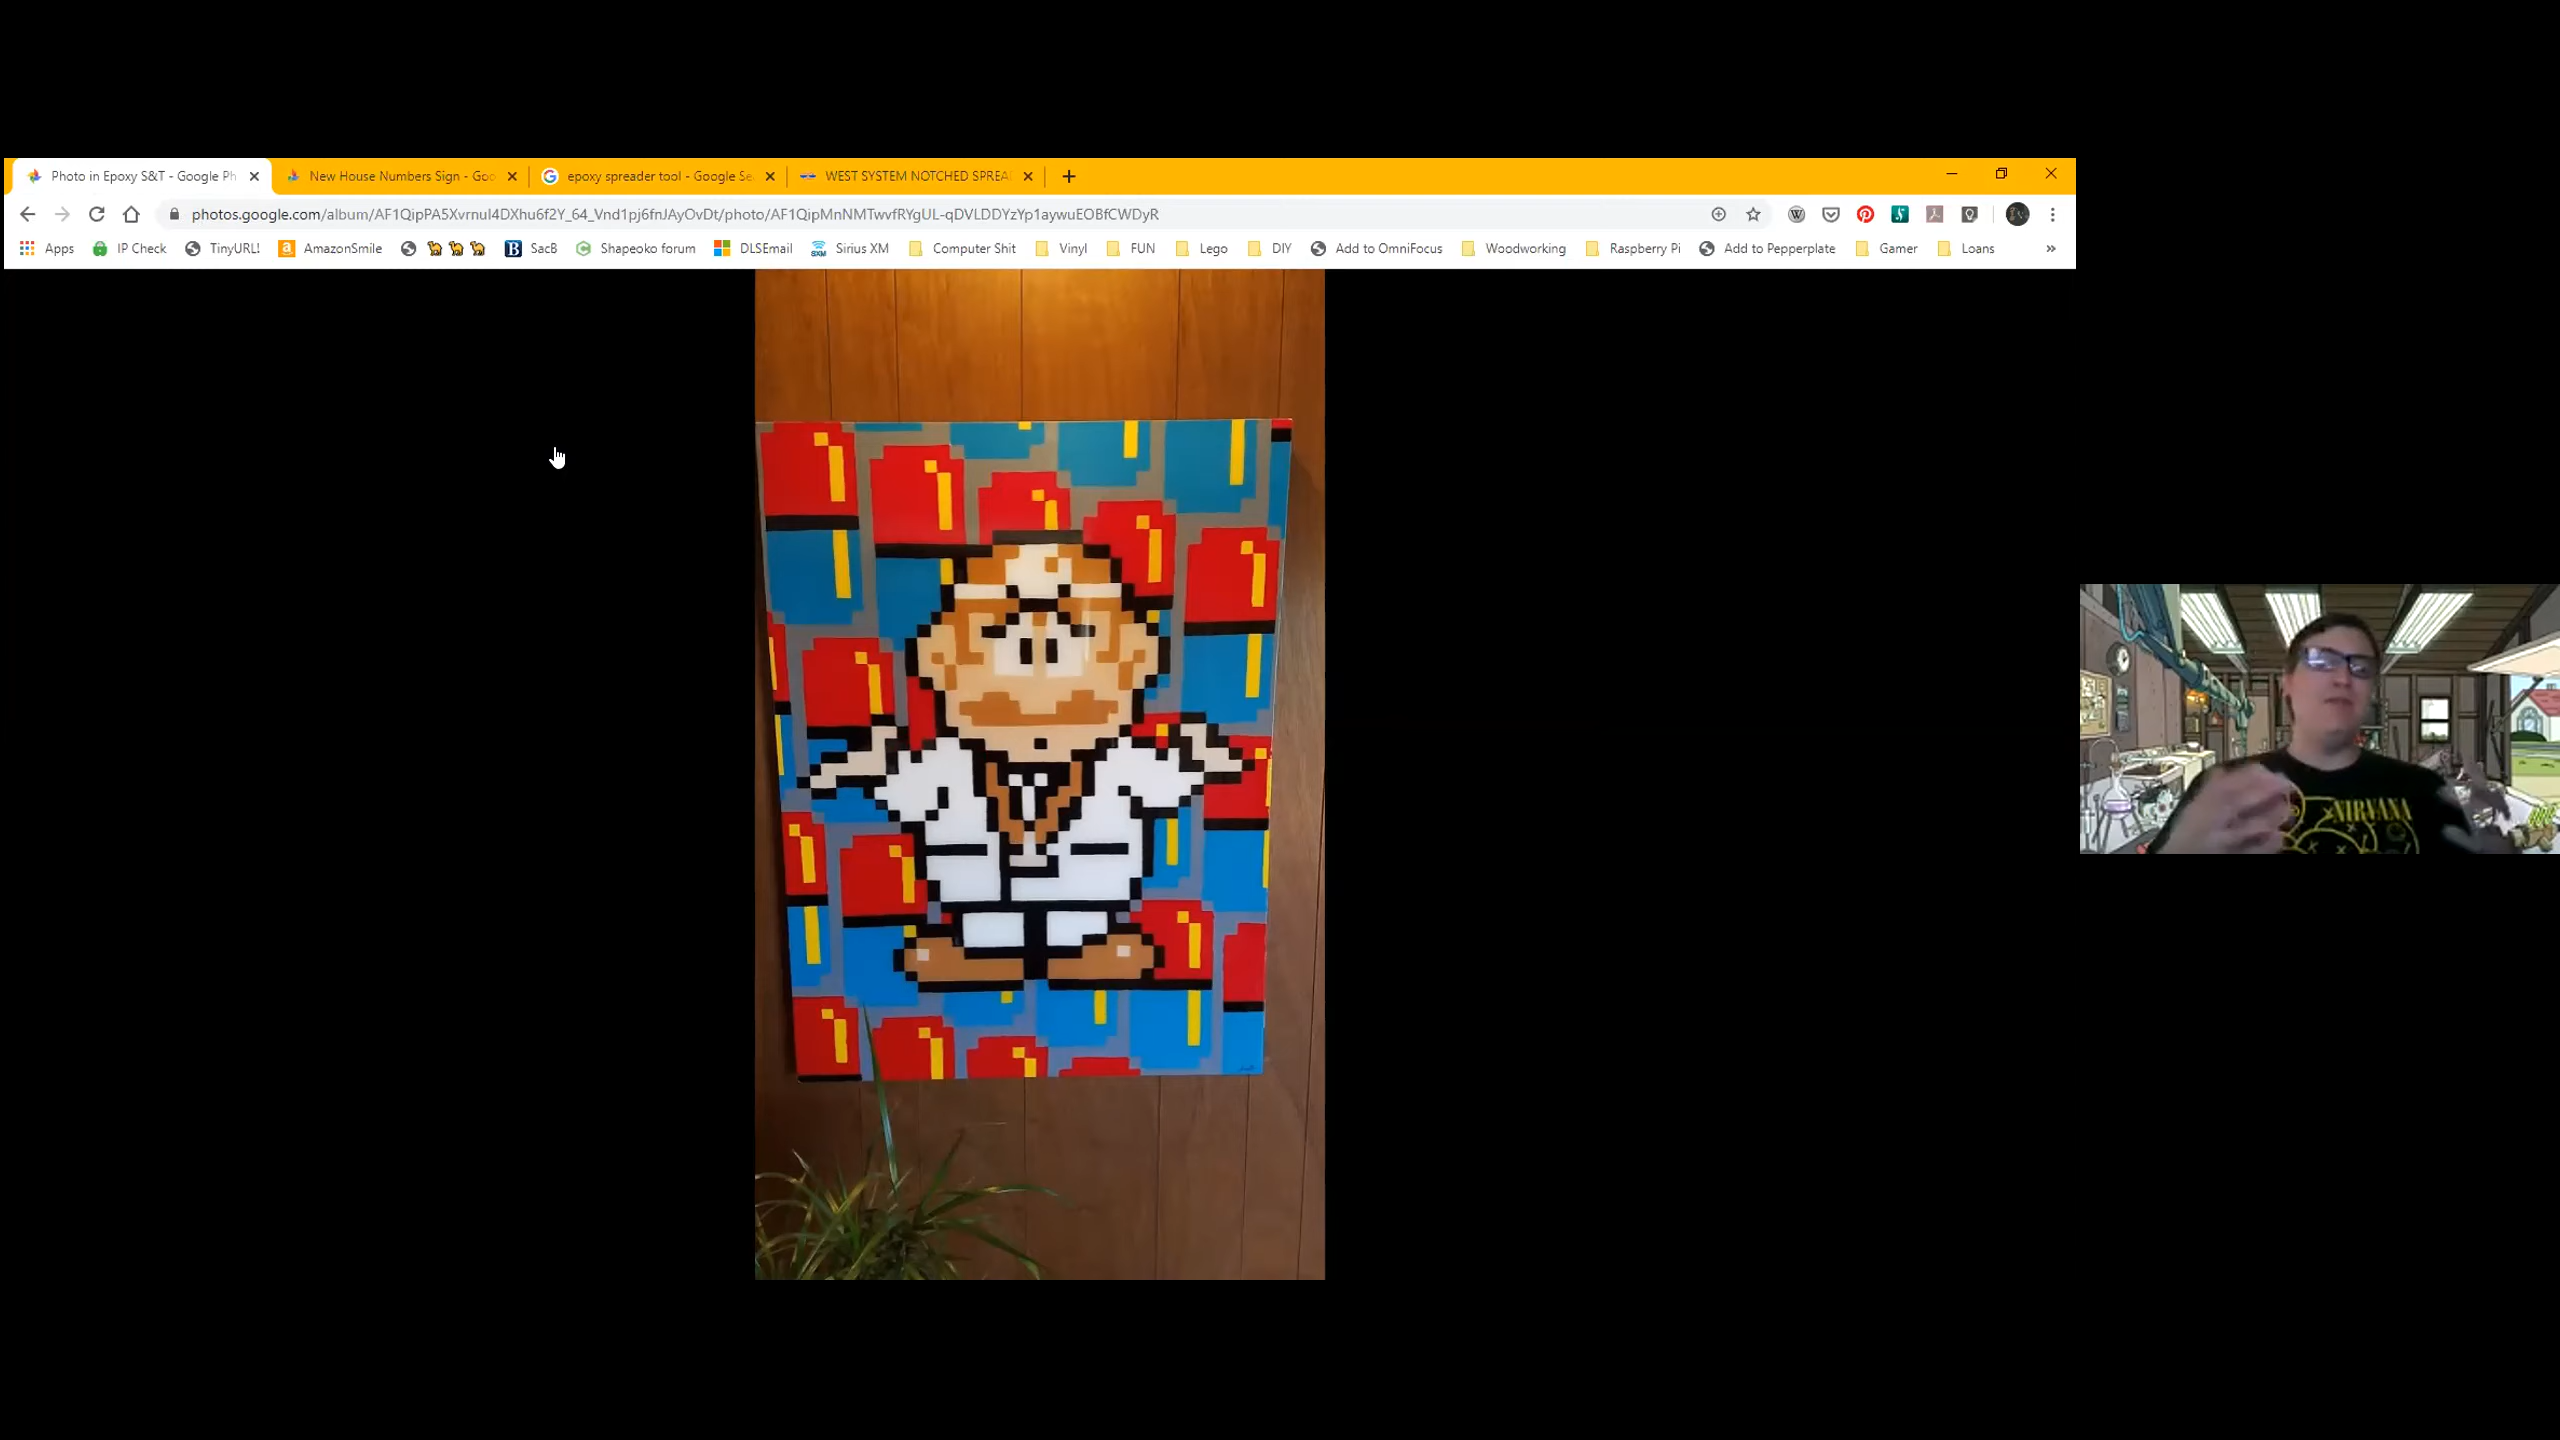 Photo in Epoxy S&T - Google Ph
New House Numbers Sign - Goo
epoxy spreader tool - Google Se
WEST SYSTEM NOTCHED SPREA
photos.google.com/album/AF1QipPA5Xvrnul4DXhu6f2Y_64_Vnd1pj6fnJAyOvDt/photo/AF1QipMnNMTwvfRYgUL-qDVLDDYzYp1aywuEOBfCWDyR
Apps IP Check TinyURL! AmazonSmile SacB Shapeoko forum DLSEmail Sirius XM Computer Shit Vinyl FUN Lego DIY Add to OmniFocus Woodworking Raspberry Pi Add to Pepperplate Gamer Loans »
NIRVANA